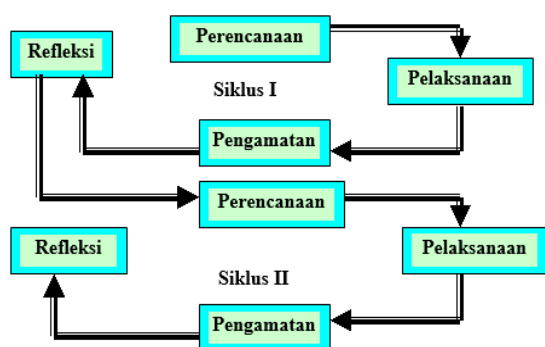 Perencanaan
Refleksi
Pelaksanaan
Siklus I
Pengamatan
Perencanaan
Refleksi
Pelaksanaan
Siklus II
Pengamatan